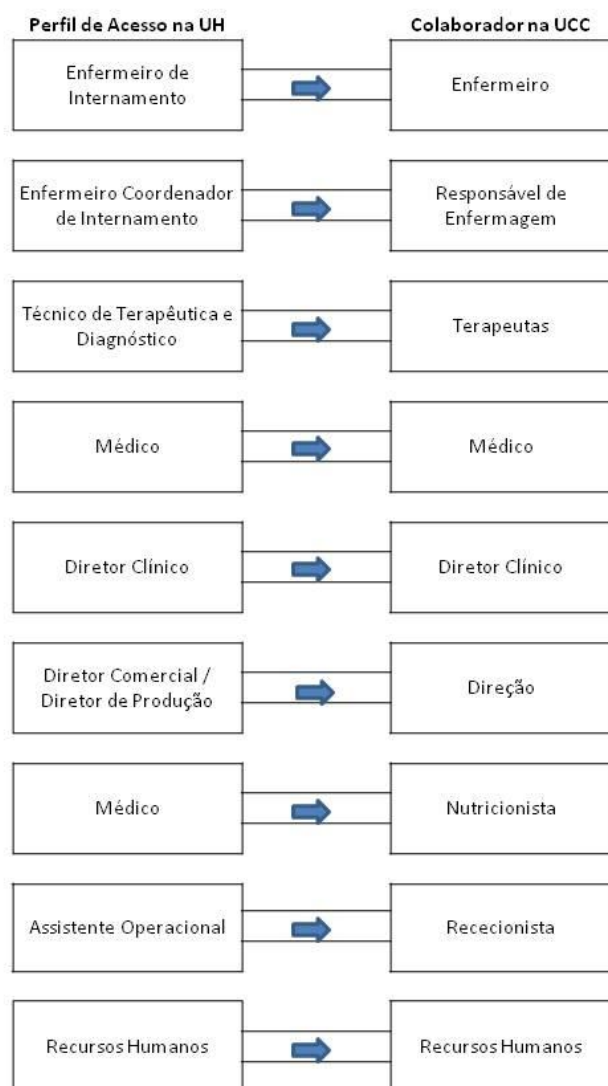 Perfil de Acesso na UH
Colaborador na UCC
Enfermeiro de
Internamento
Enfermeiro
Enfermeiro Coordenador
de Internamento
Responsável de
Enfermagem
Técnico de Terapêutica e
Diagnóstico
Terapeutas
Médico
Médico
Diretor Clínico
Diretor Clínico
Diretor Comercial /
Diretor de Produção
Direção
Médico
Nutricionista
Assistente Operacional
Rececionista
Recursos Humanos
Recursos Humanos